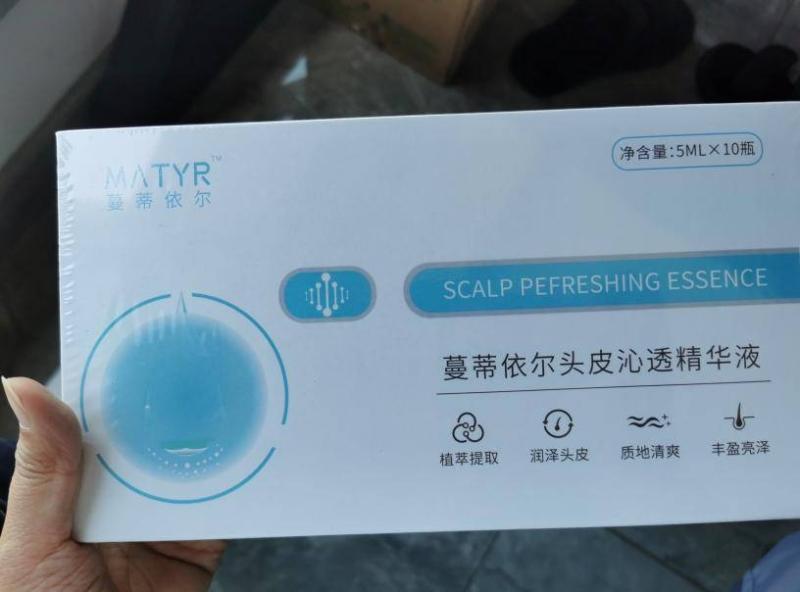 MATYR™
蔓蒂依尔
净含量:5ML×10瓶
SCALP PEFRESHING ESSENCE
蔓蒂依尔头皮沁透精华液
植萃提取
润泽头皮
质地清爽
丰盈亮泽